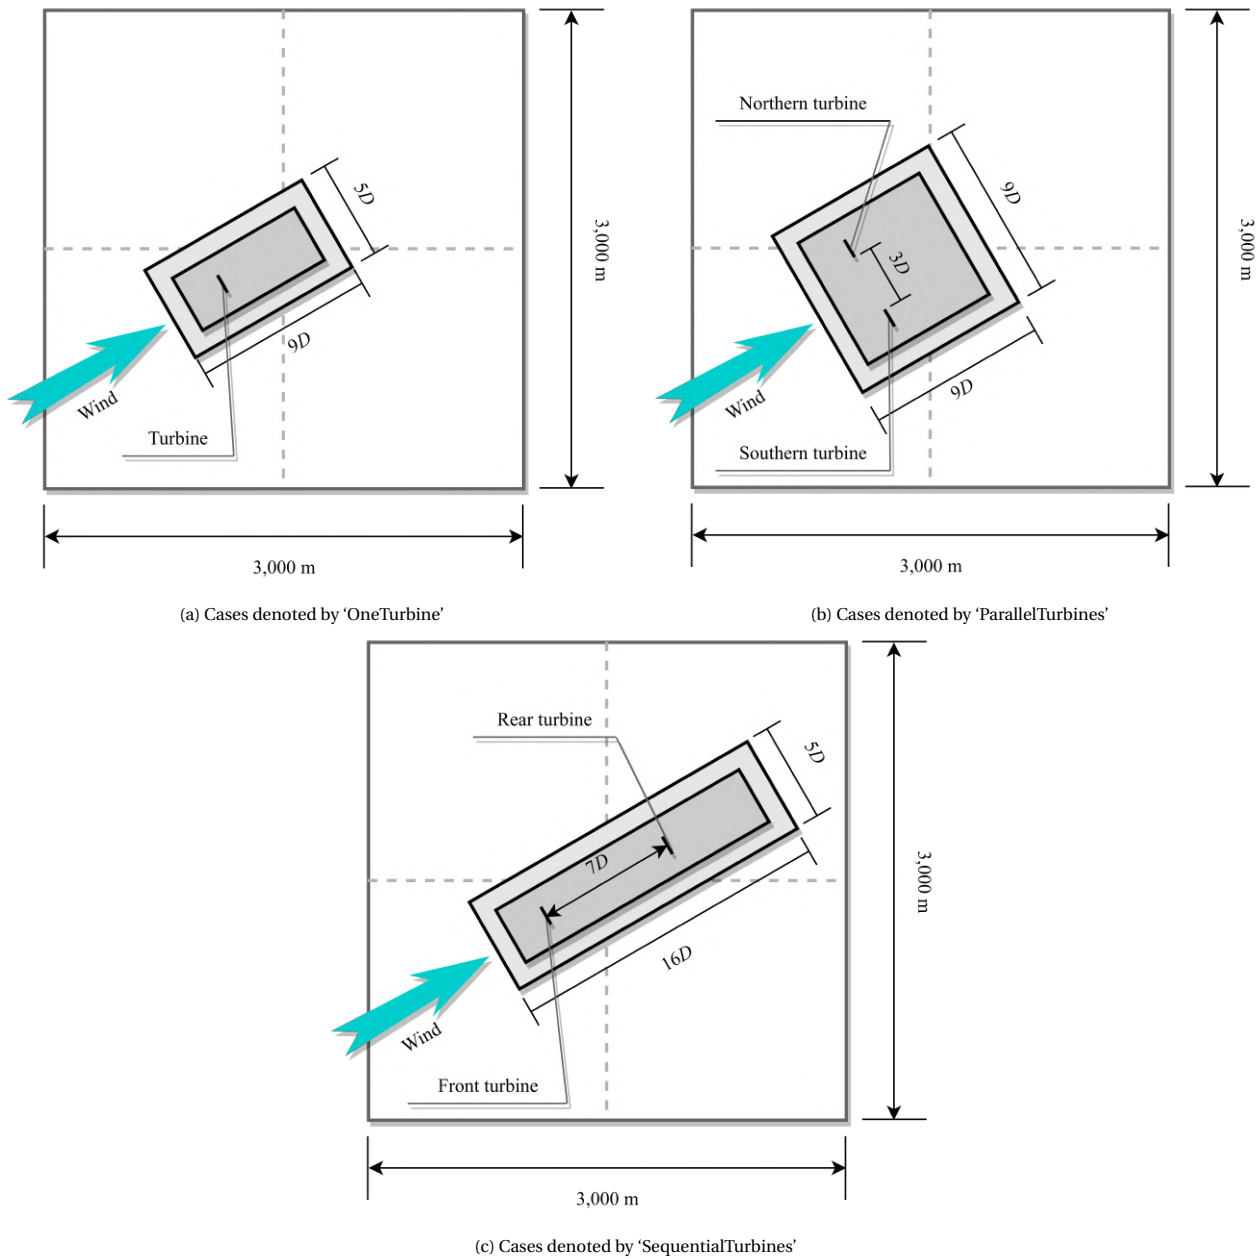 5D
3,000 m
9D
Wind
Turbine
3,000 m
(a) Cases denoted by ‘OneTurbine’
Northern turbine
9D
3D
3,000 m
9D
Wind
Southern turbine
3,000 m
(b) Cases denoted by ‘ParallelTurbines’
Rear turbine
5D
7D
3,000 m
16D
Wind
Front turbine
3,000 m
(c) Cases denoted by ‘SequentialTurbines’